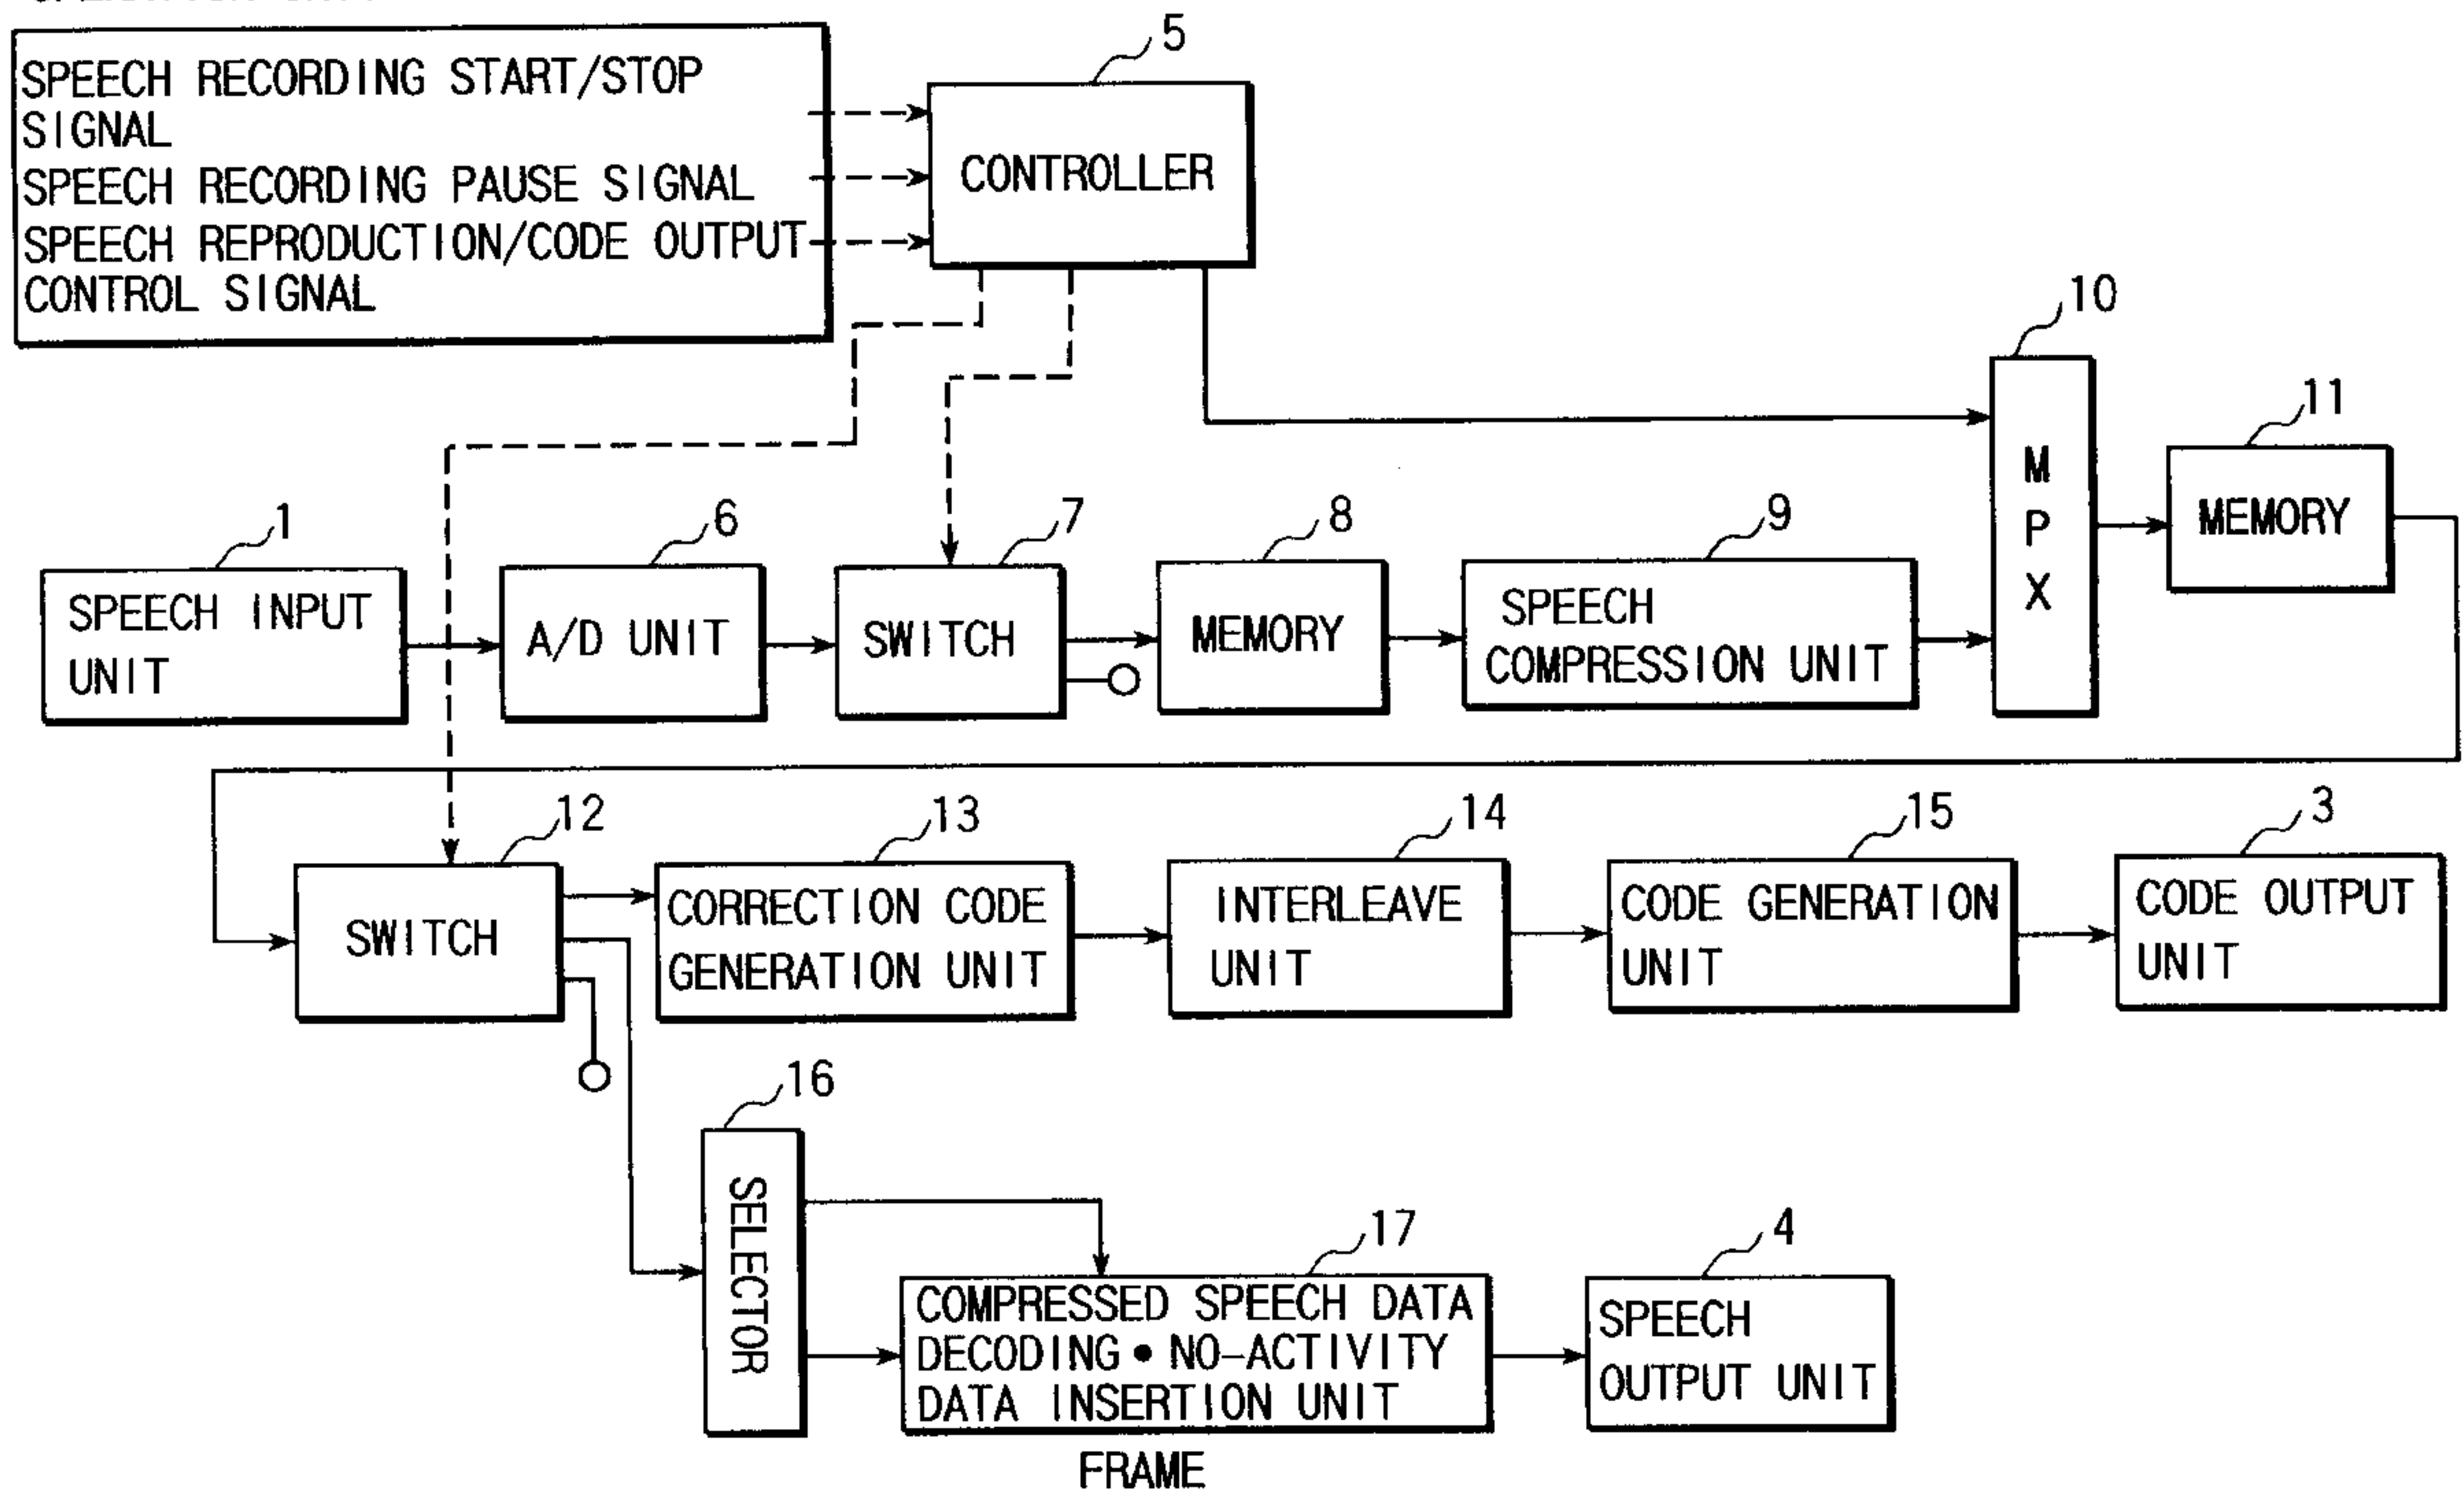 SPEECH RECORDING START/STOP
SIGNAL
SPEECH RECORDING PAUSE SIGNAL
SPEECH REPRODUCTION/CODE OUTPUT
CONTROL SIGNAL
5
CONTROLLER
10
MPX
11
MEMORY
1
SPEECH INPUT
UNIT
6
A/D UNIT
7
SWITCH
8
MEMORY
9
SPEECH
COMPRESSION UNIT
12
SWITCH
13
CORRECTION CODE
GENERATION UNIT
14
INTERLEAVE
UNIT
15
CODE GENERATION
UNIT
3
CODE OUTPUT
UNIT
16
SELECTOR
17
COMPRESSED SPEECH DATA
DECODING • NO-ACTIVITY
DATA INSERTION UNIT
4
SPEECH
OUTPUT UNIT
FRAME